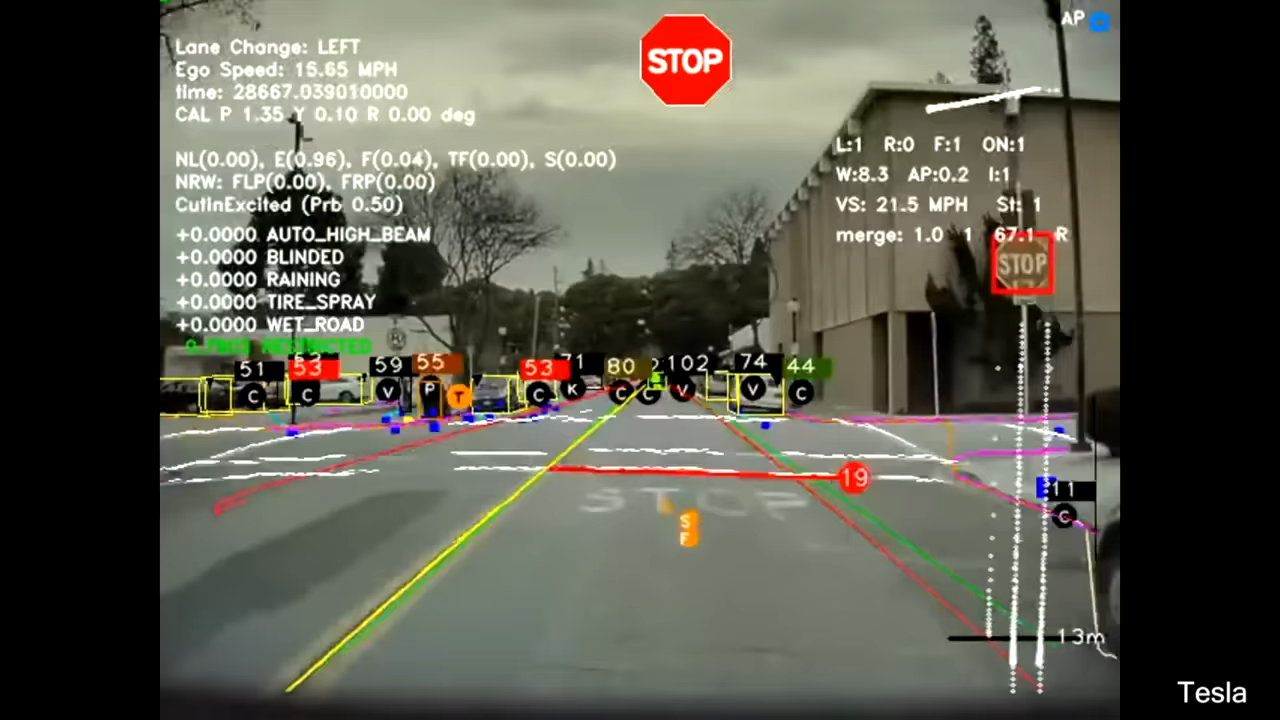 AP
STOP
Lane Change: LEFT
Ego Speed: 15.65 MPH
time: 28667.039010000
CAL P 1.35 Y 0.10 R 0.00 deg
NL(0.00), E(0.96), F(0.04), TF(0.00), S(0.00)
NRW: FLP(0.00), FRP(0.00)
CutInExcited (Prb 0.50)
+0.0000 AUTO_HIGH_BEAM
+0.0000 BLINDED
+0.0000 RAINING
+0.0000 TIRE_SPRAY
+0.0000 WET_ROAD
RESTRICTED
L:1 R:0 F:1 ON:1
W:8.3 AP:0.2 I:1
VS: 21.5 MPH St: 1
merge: 1.0 1 67.1 R
STOP
51 53 59 55 53 71 80 102 74 44
C C V P T C K C C V V C
19
STOP
S
F
11
C
13m
Tesla